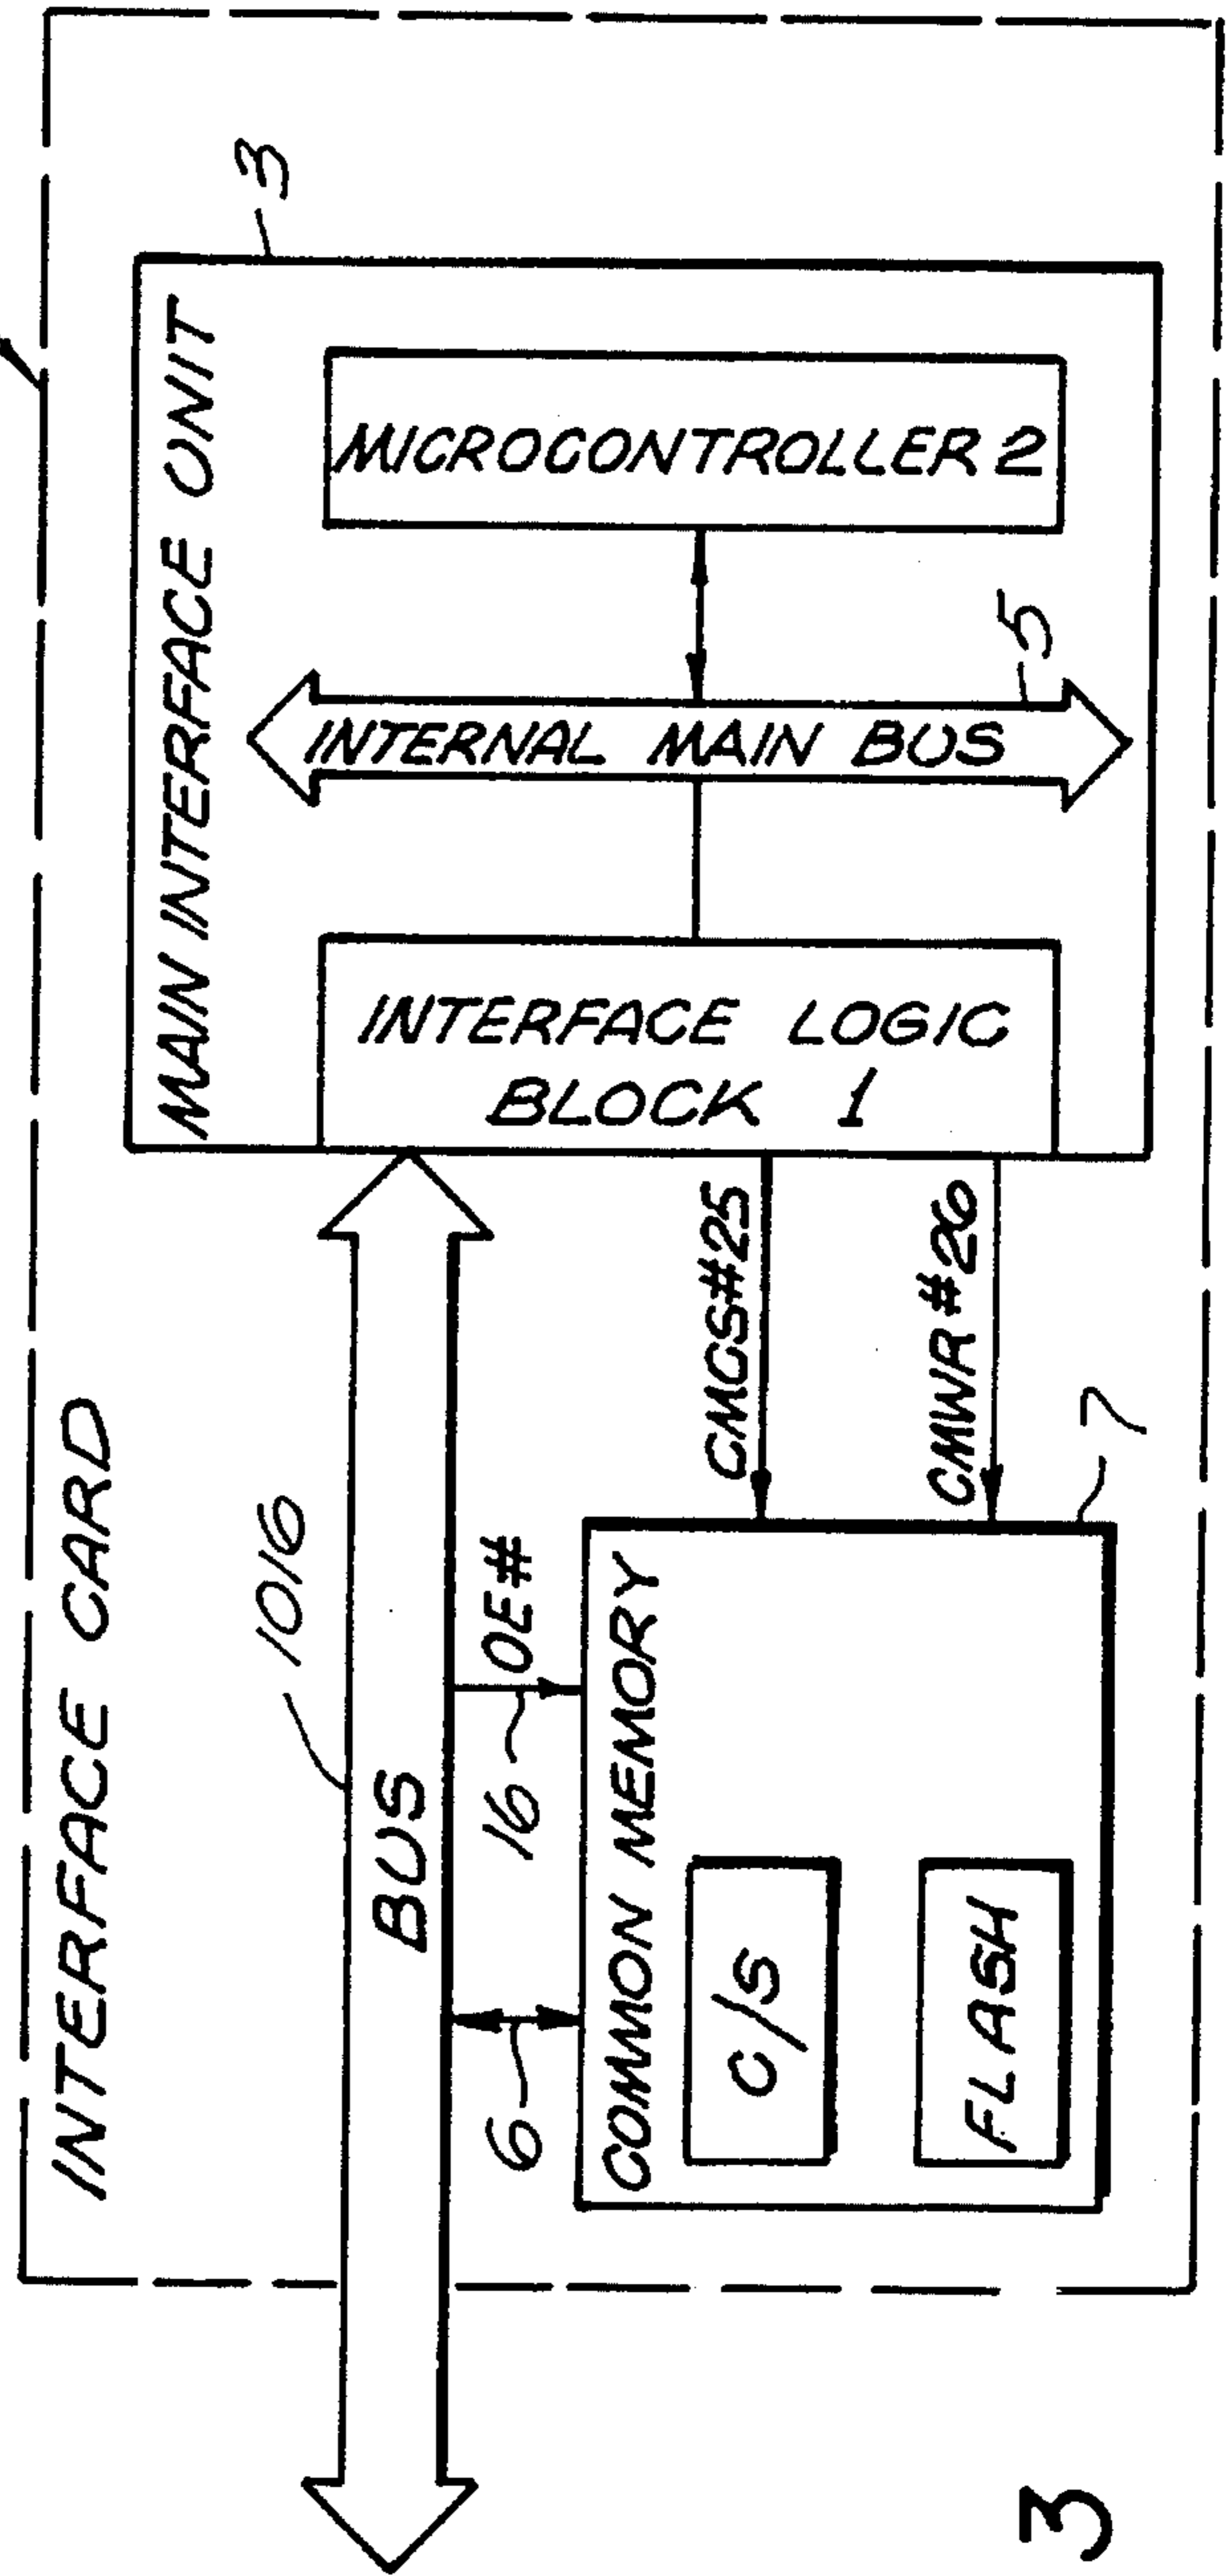 INTERFACE CARD
1016
BUS
6
16
OE#
COMMON MEMORY
C/S
FLASH
7
CMCS#25
CMWR#26
MAIN INTERFACE UNIT
3
INTERFACE LOGIC
BLOCK 1
INTERNAL MAIN BUS
5
MICROCONTROLLER 2
3